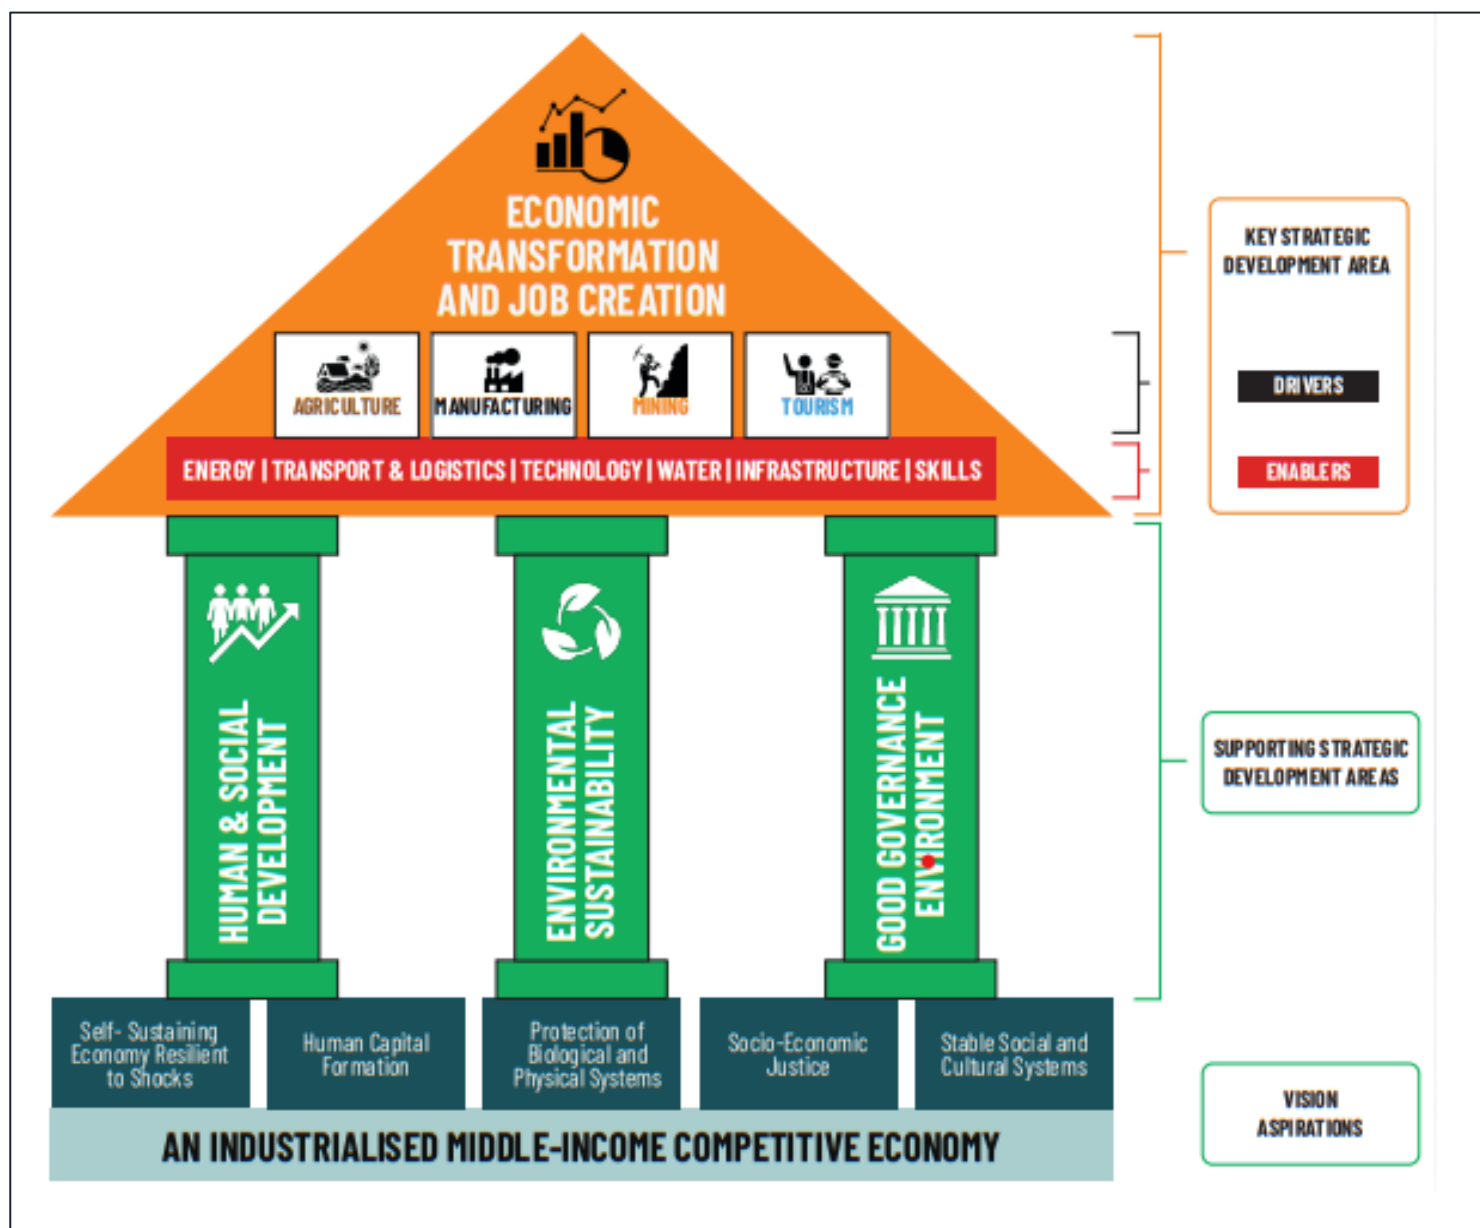 ECONOMIC
TRANSFORMATION
AND JOB CREATION
AGRICULTURE
MANUFACTURING
MINING
TOURISM
ENERGY | TRANSPORT & LOGISTICS | TECHNOLOGY | WATER | INFRASTRUCTURE | SKILLS
KEY STRATEGIC
DEVELOPMENT AREA
DRIVERS
ENABLERS
HUMAN & SOCIAL
DEVELOPMENT
ENVIRONMENTAL
SUSTAINABILITY
GOOD GOVERNANCE
ENVIRONMENT
SUPPORTING STRATEGIC
DEVELOPMENT AREAS
Self- Sustaining
Economy Resilient
to Shocks
Human Capital
Formation
Protection of
Biological and
Physical Systems
Socio-Economic
Justice
Stable Social and
Cultural Systems
AN INDUSTRIALISED MIDDLE-INCOME COMPETITIVE ECONOMY
VISION
ASPIRATIONS